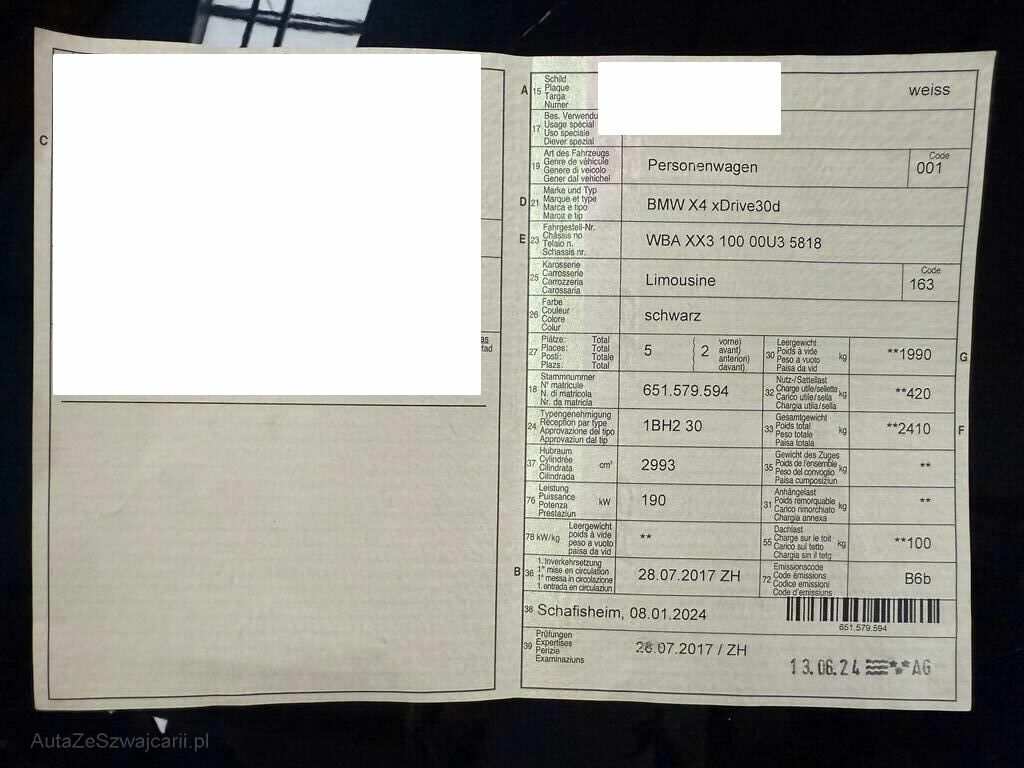 C
as
tad
A 15 Schild
Plaque
Targa
Numer
weiss
17 Bes. Verwendu
Usage spécial
Uso speciale
Diever spezial
19 Art des Fahrzeugs
Genre de véhicule
Genere di veicolo
Gener dal vehichel
Personenwagen
Code
001
D 21 Marke und Typ
Marque et type
Marca e tipo
Marca e tip
BMW X4 xDrive30d
E 23 Fahrgestell-Nr.
Châssis no
Telaio n.
Schassis nr.
WBA XX3 100 00U3 5818
25 Karosserie
Carrosserie
Carrozzeria
Carossaria
Limousine
Code
163
26 Farbe
Couleur
Colore
Colur
schwarz
27 Plätze: Total
Places: Total
Posti: Totale
Plazs: Total
5
( 2 vorne)
avant)
anteriori)
davant)
30 Leergewicht
Poids à vide
Peso a vuoto
Paisa da vid
kg
**1990
G
18 Stammnummer
N° matricule
N. di matricola
Nr. da matricla
651.579.594
32 Nutz-/Sattellast
Charge utile/sellette
Carico utile/sella
Chargia utila/sella
kg
**420
24 Typengenehmigung
Réception par type
Approvazione del tipo
Approvaziun dal tip
1BH2 30
33 Gesamtgewicht
Poids total
Peso totale
Paisa totala
kg
**2410
F
37 Hubraum
Cylindrée
Cilindrata
Cilindrada
cm³
2993
35 Gewicht des Zuges
Poids de l'ensemble
Peso del convoglio
Paisa cumposiziun
kg
**
76 Leistung
Puissance
Potenza
Prestaziun
kW
190
31 Anhängelast
Poids remorquable
Carico rimorchiato
Chargia annexa
kg
**
78 kW/kg Leergewicht
poids à vide
peso a vuoto
paisa da vid
**
55 Dachlast
Charge sur le toit
Carico sul tetto
Chargia sin il tetg
kg
**100
B 36 1. Inverkehrsetzung
1re mise en circulation
1a messa in circolazione
1. entrada en circulaziun
28.07.2017 ZH
72 Emissionscode
Code émissions
Codice emissioni
Code d'emissiuns
B6b
38 Schafisheim, 08.01.2024
651.579.594
39 Prüfungen
Expertises
Perizie
Examinaziuns
28.07.2017 / ZH
13.06.24 AG
AutaZeSzwajcarii.pl